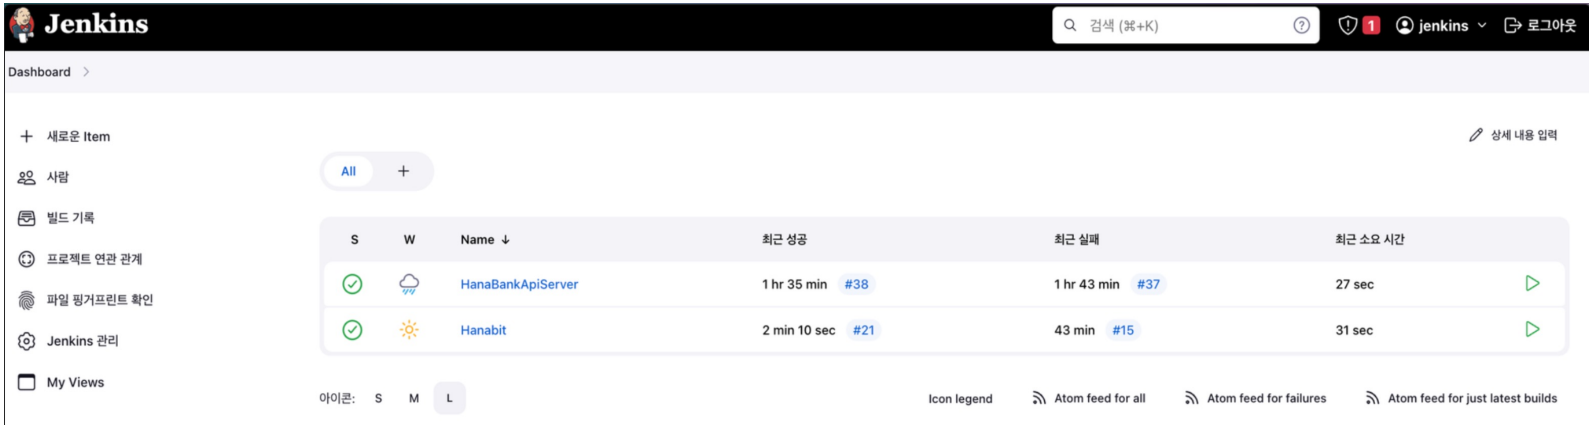 Jenkins
검색 (⌘+K)
1
jenkins
로그아웃
Dashboard
새로운 Item
사람
빌드 기록
프로젝트 연관 관계
파일 핑거프린트 확인
Jenkins 관리
My Views
상세 내용 입력
All +
S W Name ↓ 최근 성공 최근 실패 최근 소요 시간
HanaBankApiServer 1 hr 35 min #38 1 hr 43 min #37 27 sec
Hanabit 2 min 10 sec #21 43 min #15 31 sec
아이콘: S M L
Icon legend
Atom feed for all
Atom feed for failures
Atom feed for just latest builds